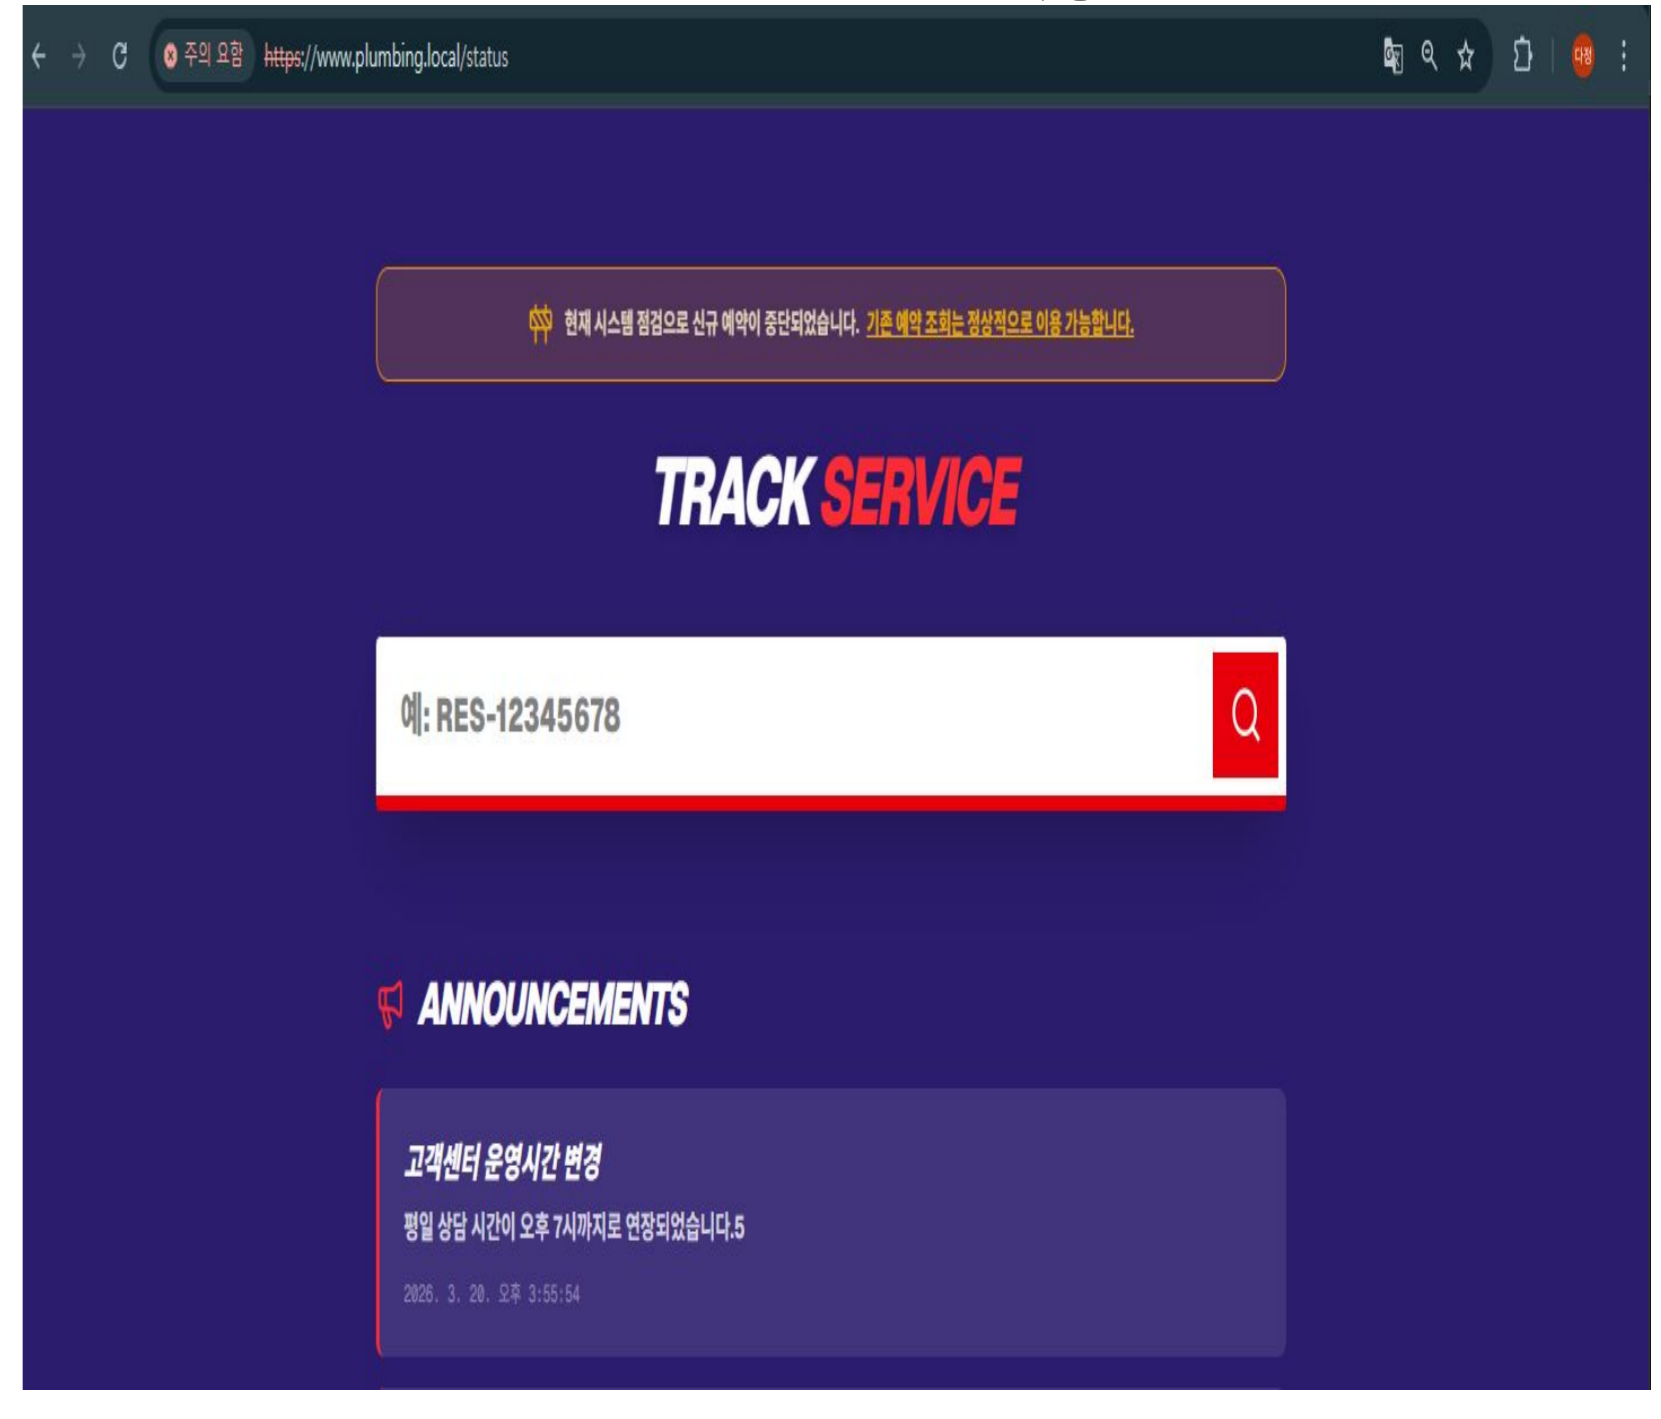 주의 요함 https://www.plumbing.local/status 다정
현재 시스템 점검으로 신규 예약이 중단되었습니다. 기존 예약 조회는 정상적으로 이용 가능합니다.
TRACK SERVICE
예: RES-12345678
ANNOUNCEMENTS
고객센터 운영시간 변경
평일 상담 시간이 오후 7시까지로 연장되었습니다.5
2026. 3. 20. 오후 3:55:54